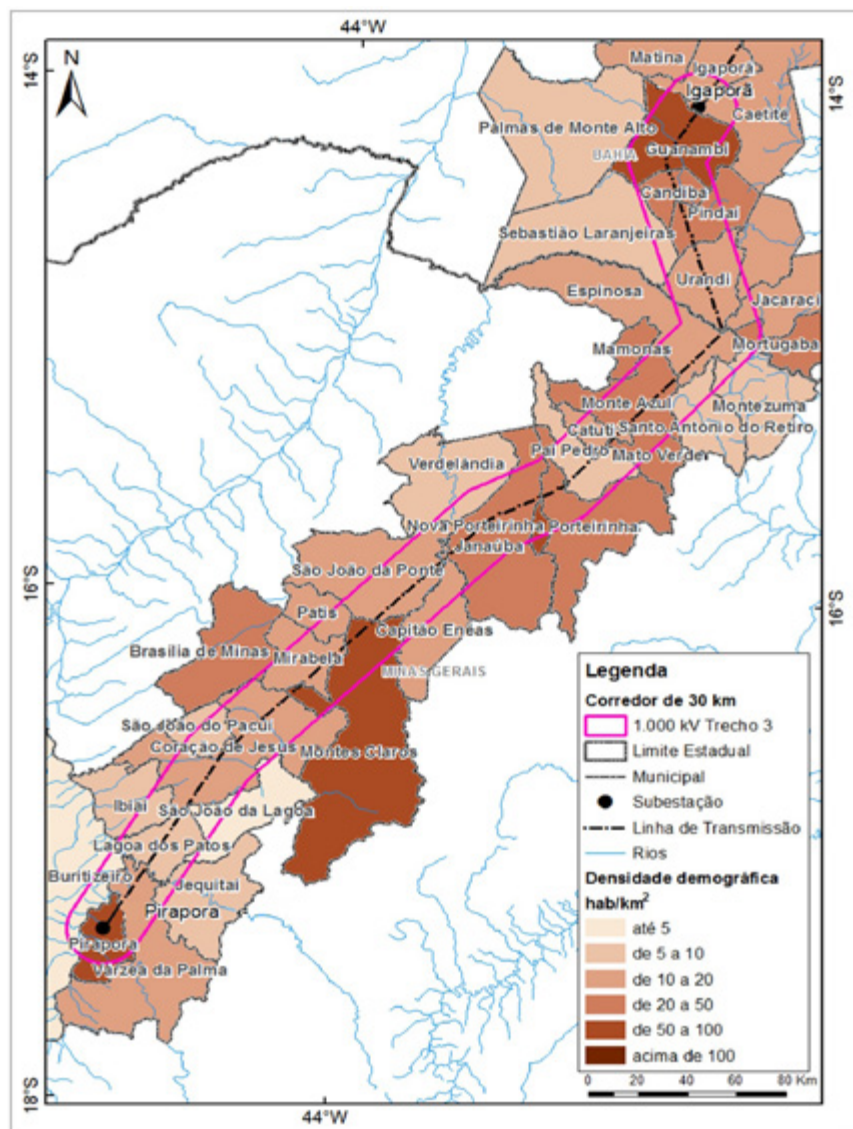 44°W
N
14°S
14°S
Matina
Igaporã
Igaporã
Caetité
Palmas de Monte Alto
Guanambi
BAHIA
Candiba
Pindaí
Sebastião Laranjeiras
Urandi
Espinosa
Jacaraci
Mamonas
Mortugaba
Monte Azul
Montezuma
Catuti
Santo Antonio do Retiro
Pai Pedro
Mato Verde
Verdelândia
Nova Porteirinha
Porteirinha
Janaúba
16°S
16°S
São João da Ponte
Patis
Capitão Enéas
Brasília de Minas
Mirabela
MINAS GERAIS
São João do Pacuí
Coração de Jesus
Montes Claros
Ibiaí
São João da Lagoa
Lagoa dos Patos
Buritizeiro
Jequitaí
Pirapora
Pirapora
Várzea da Palma
18°S
44°W
Legenda
Corredor de 30 km
1.000 kV Trecho 3
Limite Estadual
Municipal
Subestação
Linha de Transmissão
Rios
Densidade demográfica
hab/km²
até 5
de 5 a 10
de 10 a 20
de 20 a 50
de 50 a 100
acima de 100
0 20 40 60 80 Km